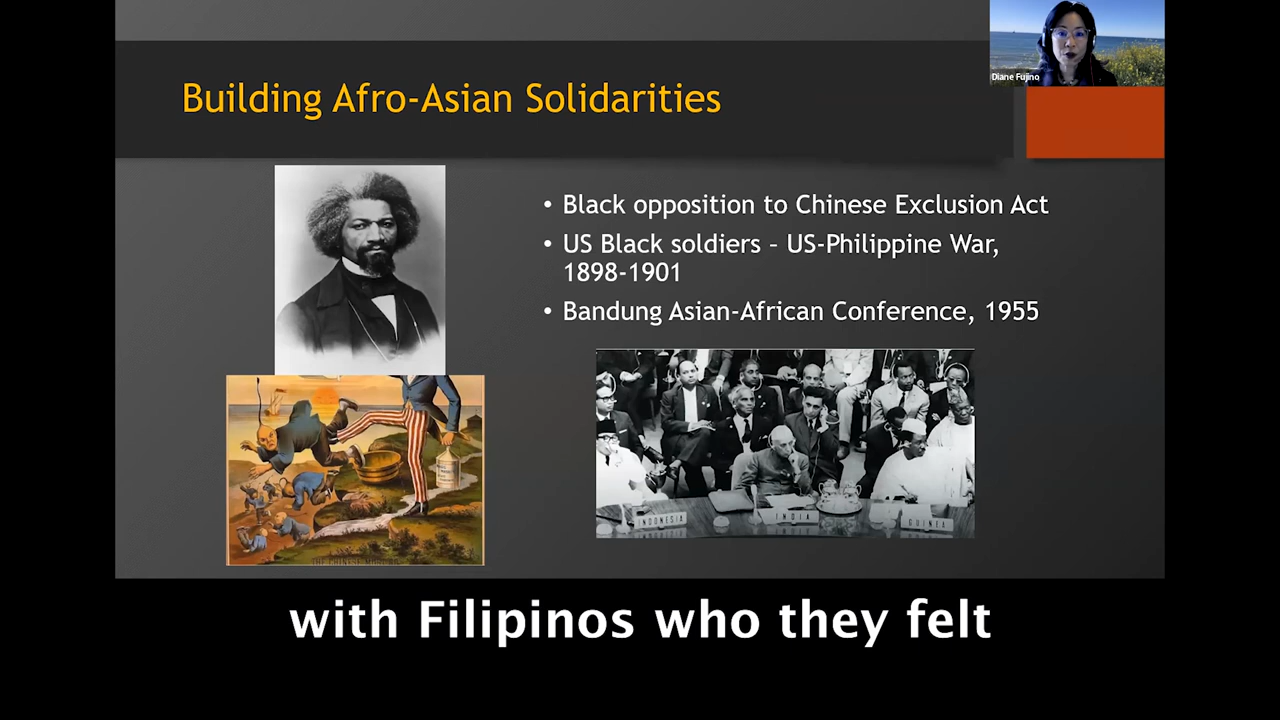 Diane Fujino
Building Afro-Asian Solidarities
• Black opposition to Chinese Exclusion Act
• US Black soldiers – US-Philippine War,
1898-1901
• Bandung Asian-African Conference, 1955
INDONESIA
INDIA
GUINEA
with Filipinos who they felt